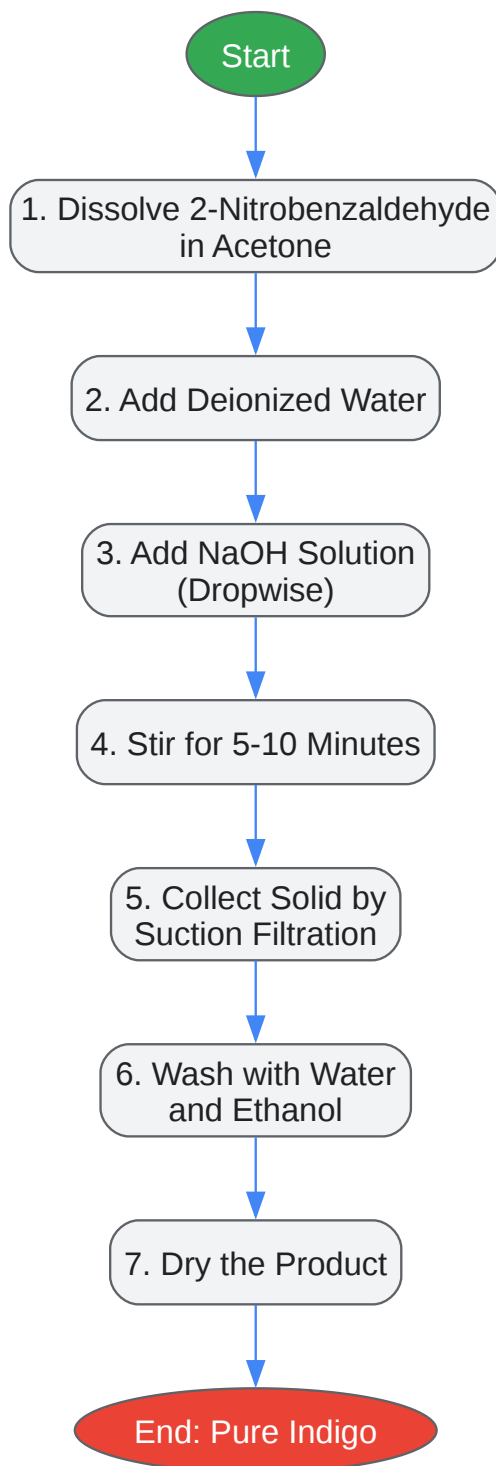 Start
1. Dissolve 2-Nitrobenzaldehyde
in Acetone
2. Add Deionized Water
3. Add NaOH Solution
(Dropwise)
4. Stir for 5-10 Minutes
5. Collect Solid by
Suction Filtration
6. Wash with Water
and Ethanol
7. Dry the Product
End: Pure Indigo